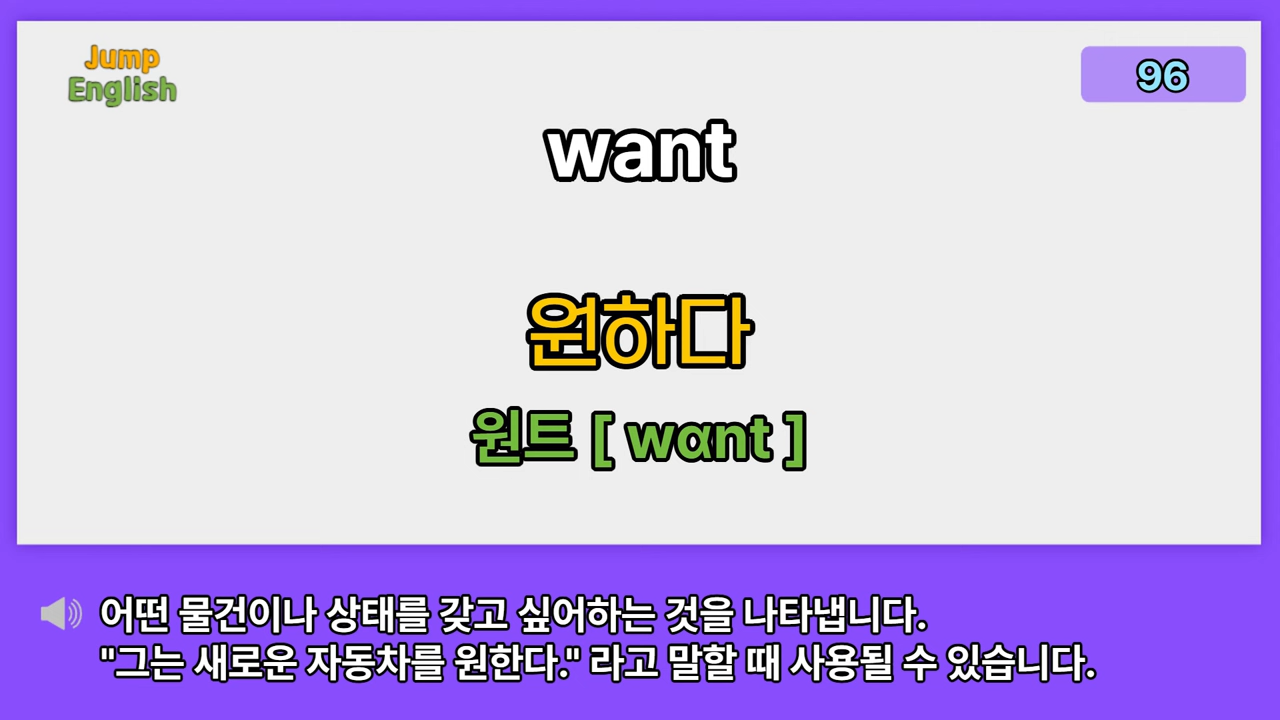 Jump
English
96
want
원하다
원트 [ wɑnt ]
어떤 물건이나 상태를 갖고 싶어하는 것을 나타냅니다.
"그는 새로운 자동차를 원한다." 라고 말할 때 사용될 수 있습니다.